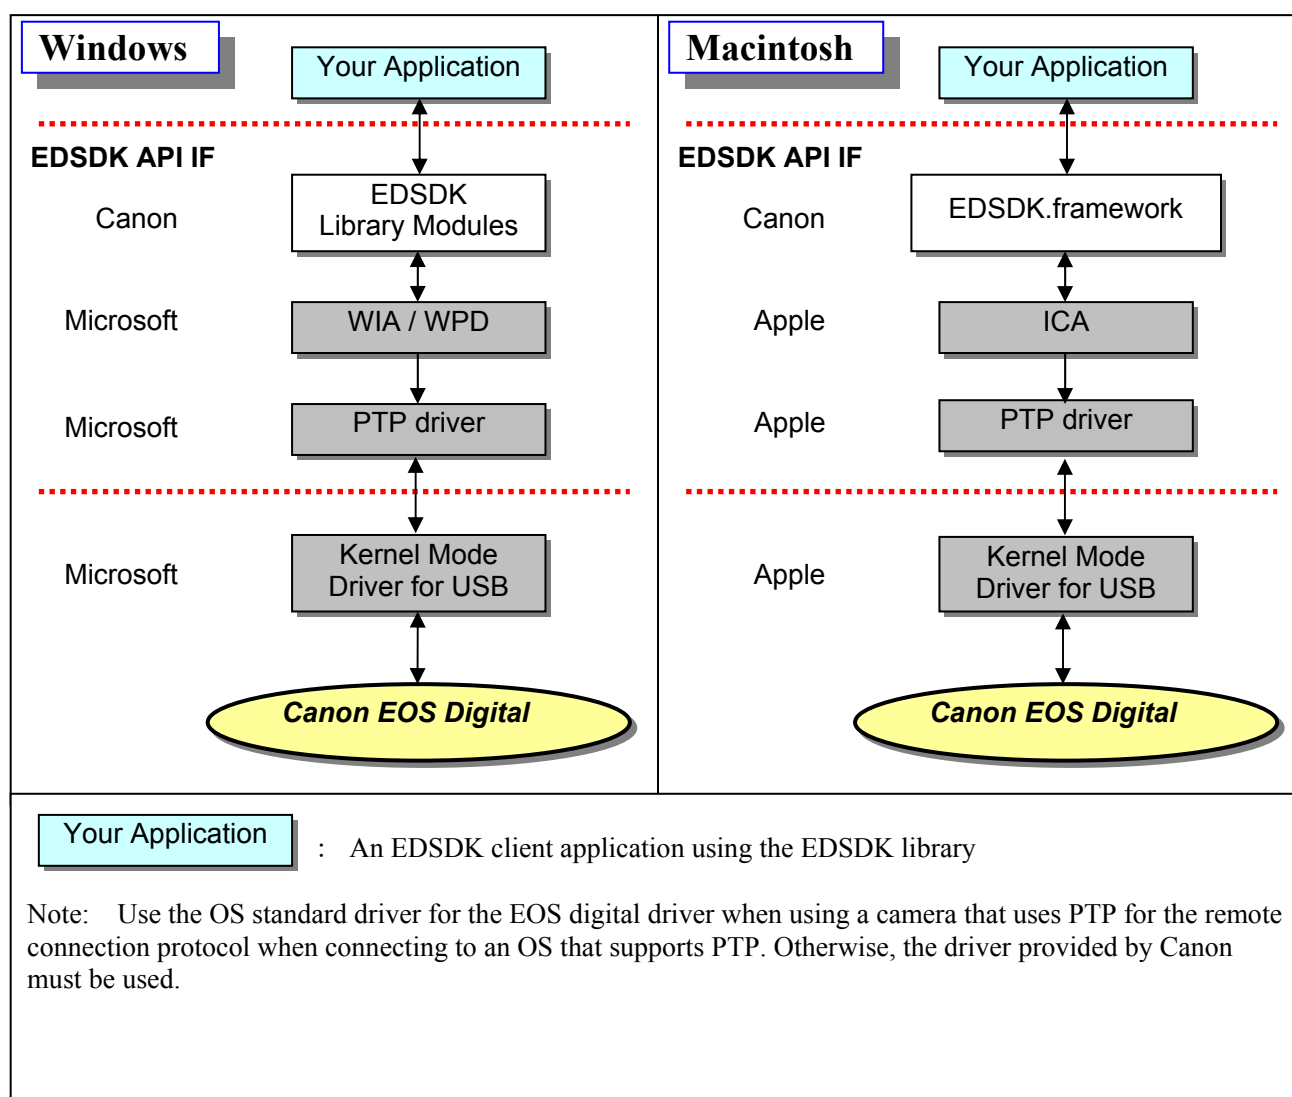 Windows
Your Application
EDSDK API IF
Canon
EDSDK
Library Modules
Microsoft
WIA / WPD
Microsoft
PTP driver
Microsoft
Kernel Mode
Driver for USB
Canon EOS Digital
Macintosh
Your Application
EDSDK API IF
Canon
EDSDK.framework
Apple
ICA
Apple
PTP driver
Apple
Kernel Mode
Driver for USB
Canon EOS Digital
Your Application : An EDSDK client application using the EDSDK library
Note: Use the OS standard driver for the EOS digital driver when using a camera that uses PTP for the remote
connection protocol when connecting to an OS that supports PTP. Otherwise, the driver provided by Canon
must be used.